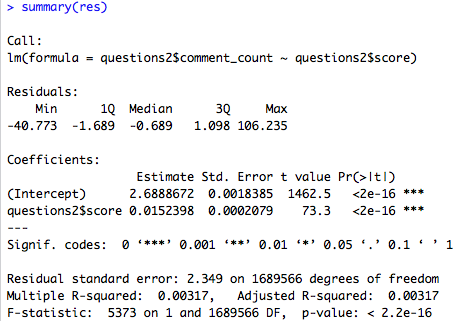 > summary(res)
Call:
lm(formula = questions2$comment_count ~ questions2$score)
Residuals:
    Min      1Q  Median      3Q     Max
-40.773  -1.689  -0.689   1.098 106.235
Coefficients:
                  Estimate Std. Error t value Pr(>|t|)
(Intercept)      2.6888672  0.0018385  1462.5   <2e-16 ***
questions2$score 0.0152398  0.0002079    73.3   <2e-16 ***
---
Signif. codes:  0 ‘***’ 0.001 ‘**’ 0.01 ‘*’ 0.05 ‘.’ 0.1 ‘ ’ 1
Residual standard error: 2.349 on 1689566 degrees of freedom
Multiple R-squared:  0.00317,	Adjusted R-squared:  0.00317
F-statistic:  5373 on 1 and 1689566 DF,  p-value: < 2.2e-16